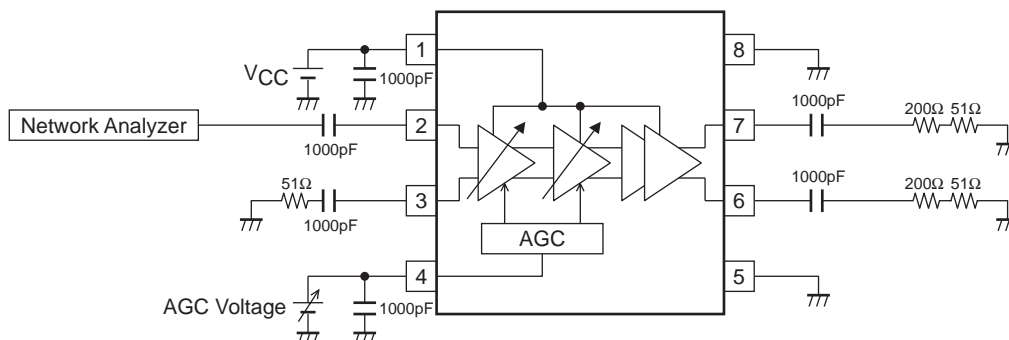 1
8
1000pF
VCC
1000pF
200Ω 51Ω
Network Analyzer
2
7
1000pF
1000pF
51Ω
200Ω 51Ω
3
6
1000pF
AGC
4
5
AGC Voltage
1000pF